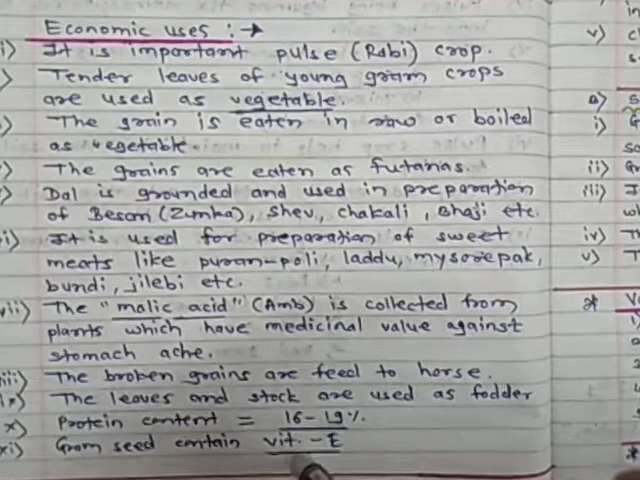 Economic uses :→
i) It is important pulse (Rabi) crop.
Tender leaves of young gram crops
are used as vegetable.
The grain is eaten in raw or boiled
as vegetable.
The grains are eaten as futanas.
Dal is grounded and used in preparation
of Besan (Zunka), Shev, chakali, Bhaji etc.
i) It is used for preparation of sweet
meats like puran-poli, laddu, mysorepak,
bundi, jilebi etc.
vii) The "malic acid" (Amb) is collected from
plants which have medicinal value against
stomach ache.
iii) The broken grains are feed to horse.
ix) The leaves and stock are used as fodder
x) Protein content = 16-19%.
xi) Gram seed contain vit. - E
v)
a)
i)
ii)
iii)
iv)
v)
*